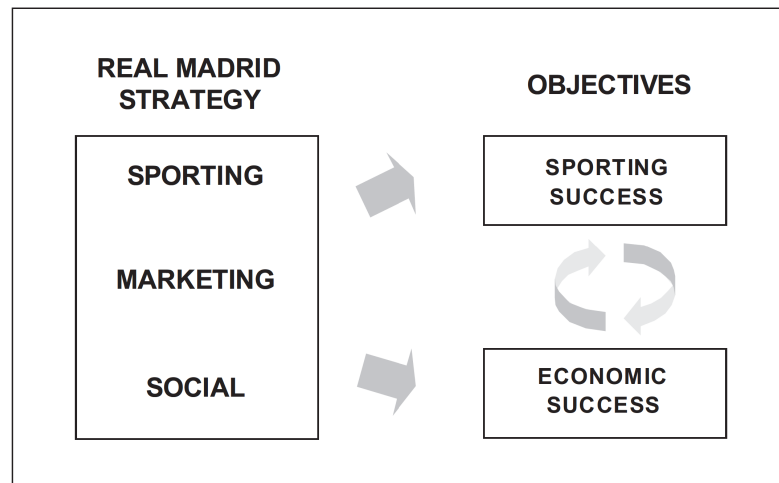 REAL MADRID
STRATEGY
SPORTING
MARKETING
SOCIAL
OBJECTIVES
SPORTING
SUCCESS
ECONOMIC
SUCCESS